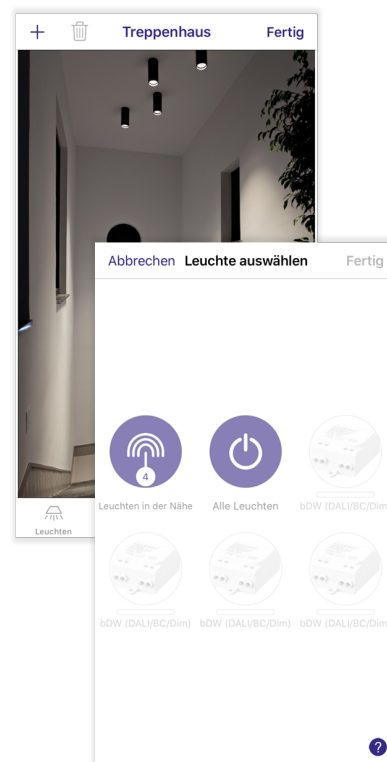 + Treppenhaus Fertig
Abbrechen Leuchte auswählen Fertig
4
Leuchten in der Nähe Alle Leuchten bDW (DALI/BC/Dim
Leuchten
bDW (DALI/BC/Dim) bDW (DALI/BC/Dim) bDW (DALI/BC/Dim
?